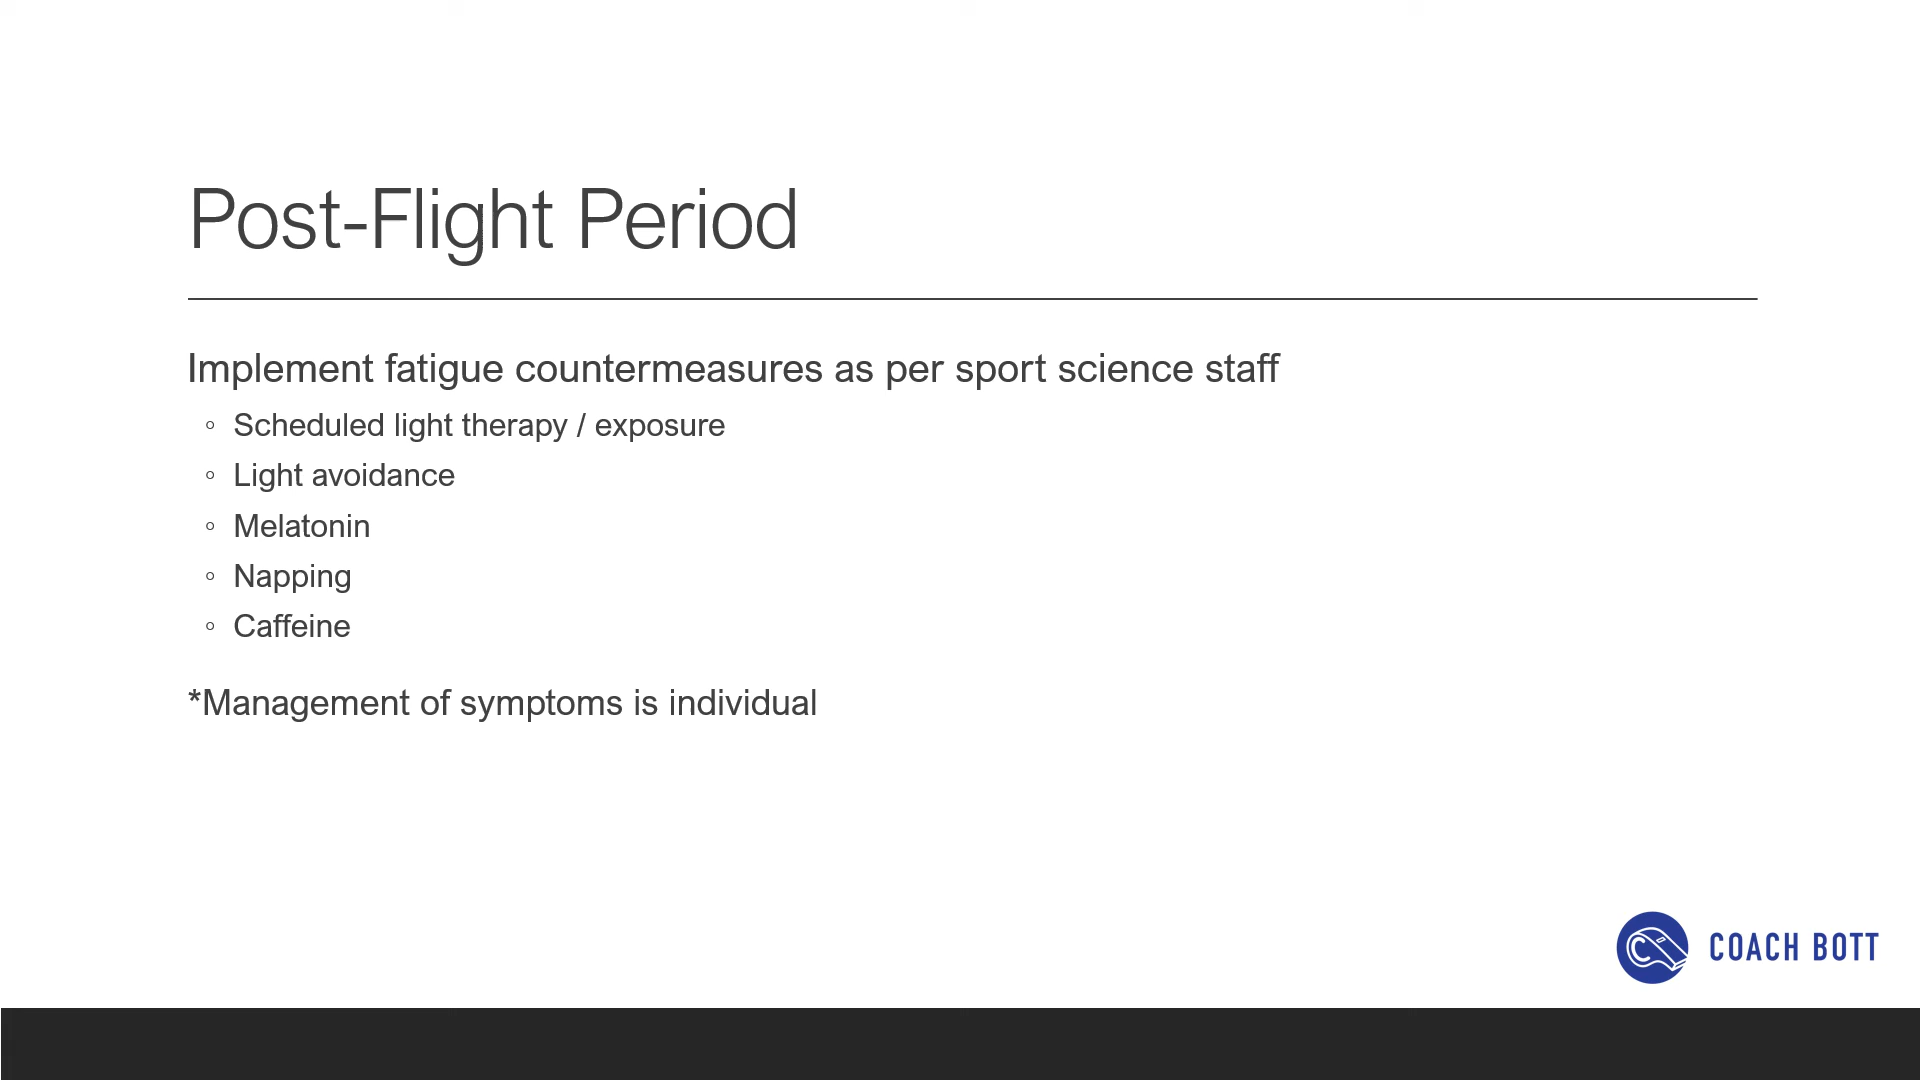 Post-Flight Period
Implement fatigue countermeasures as per sport science staff
◦ Scheduled light therapy / exposure
◦ Light avoidance
◦ Melatonin
◦ Napping
◦ Caffeine
*Management of symptoms is individual
COACH BOTT